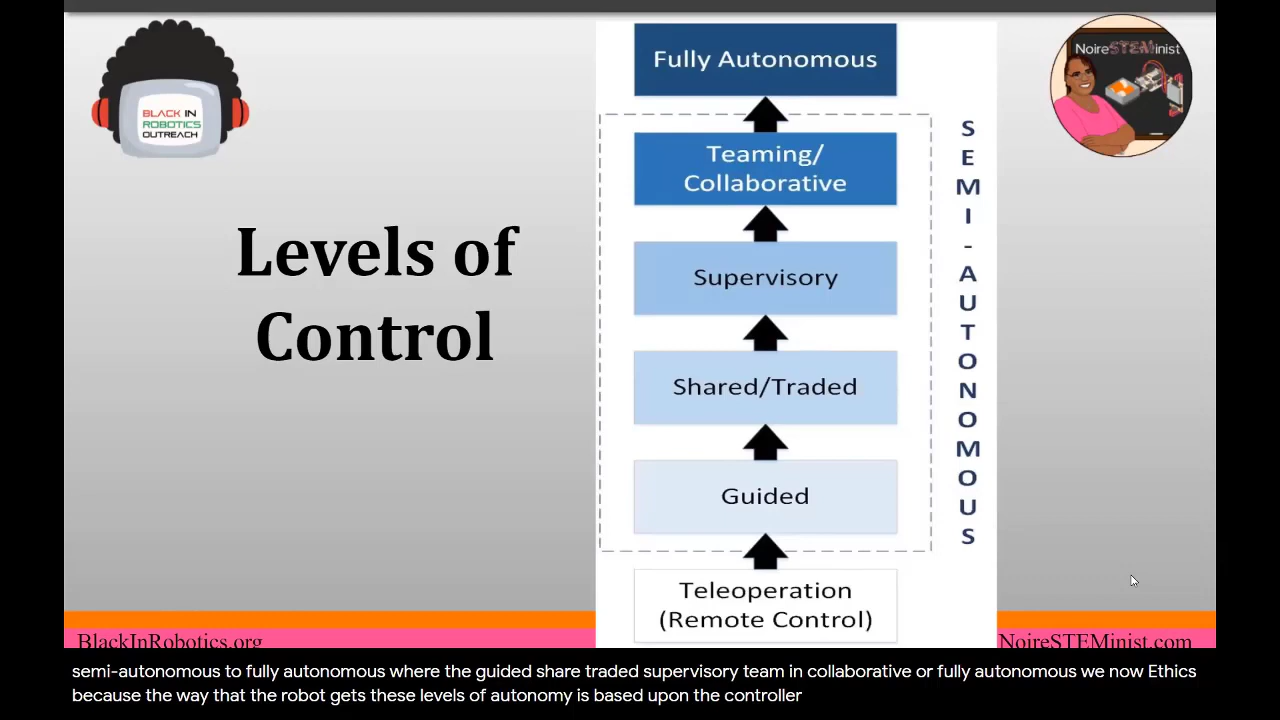 BLACK IN
ROBOTICS
OUTREACH
NoireSTEMinist
Levels of
Control
Fully Autonomous
Teaming/
Collaborative
Supervisory
Shared/Traded
Guided
Teleoperation
(Remote Control)
SEMI-AUTONOMOUS
BlackInRobotics.org
NoireSTEMinist.com
semi-autonomous to fully autonomous where the guided share traded supervisory team in collaborative or fully autonomous we now Ethics
because the way that the robot gets these levels of autonomy is based upon the controller